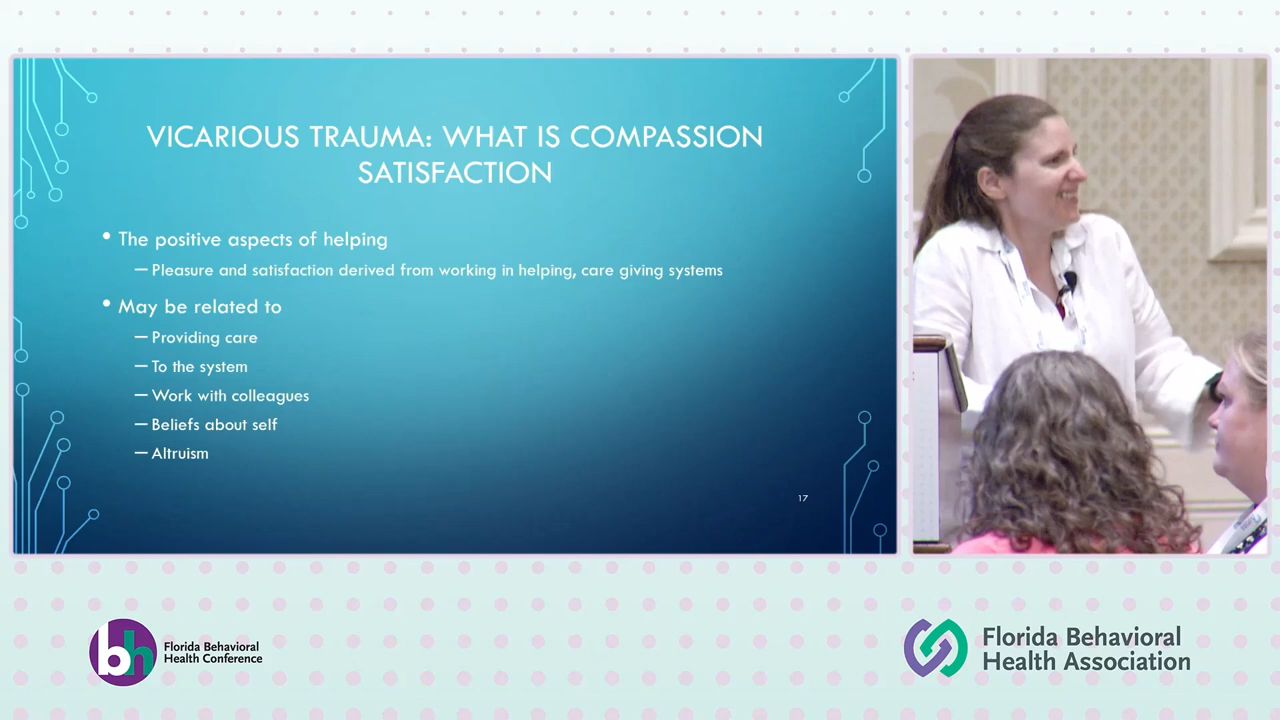 VICARIOUS TRAUMA: WHAT IS COMPASSION
SATISFACTION
• The positive aspects of helping
– Pleasure and satisfaction derived from working in helping, care giving systems
• May be related to
– Providing care
– To the system
– Work with colleagues
– Beliefs about self
– Altruism
17
bh
Florida Behavioral
Health Conference
Florida Behavioral
Health Association